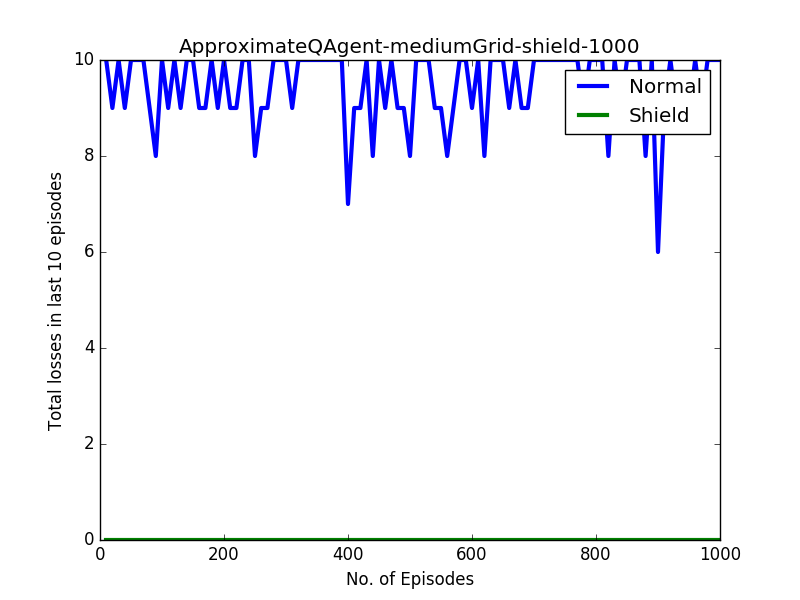 ApproximateQAgent-mediumGrid-shield-1000
10
8
6
4
2
0
Total losses in last 10 episodes
Normal
Shield
0 200 400 600 800 1000
No. of Episodes